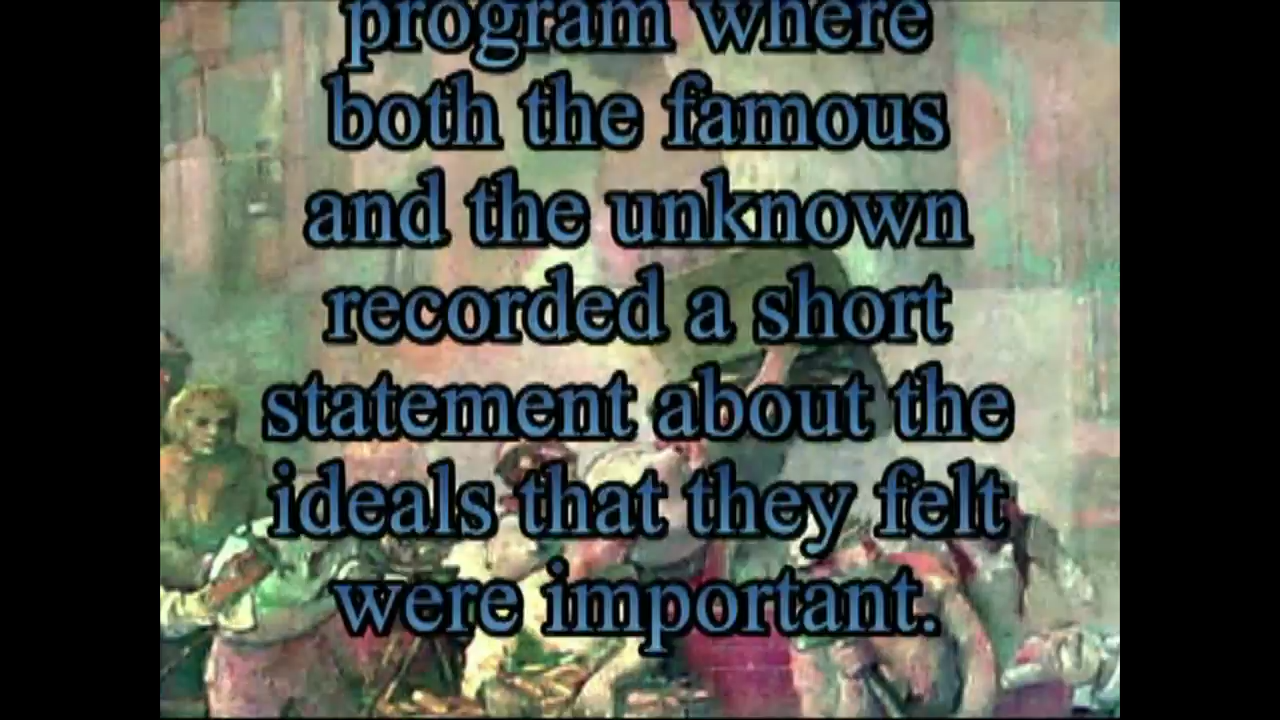 program where
both the famous
and the unknown
recorded a short
statement about the
ideals that they felt
were important.